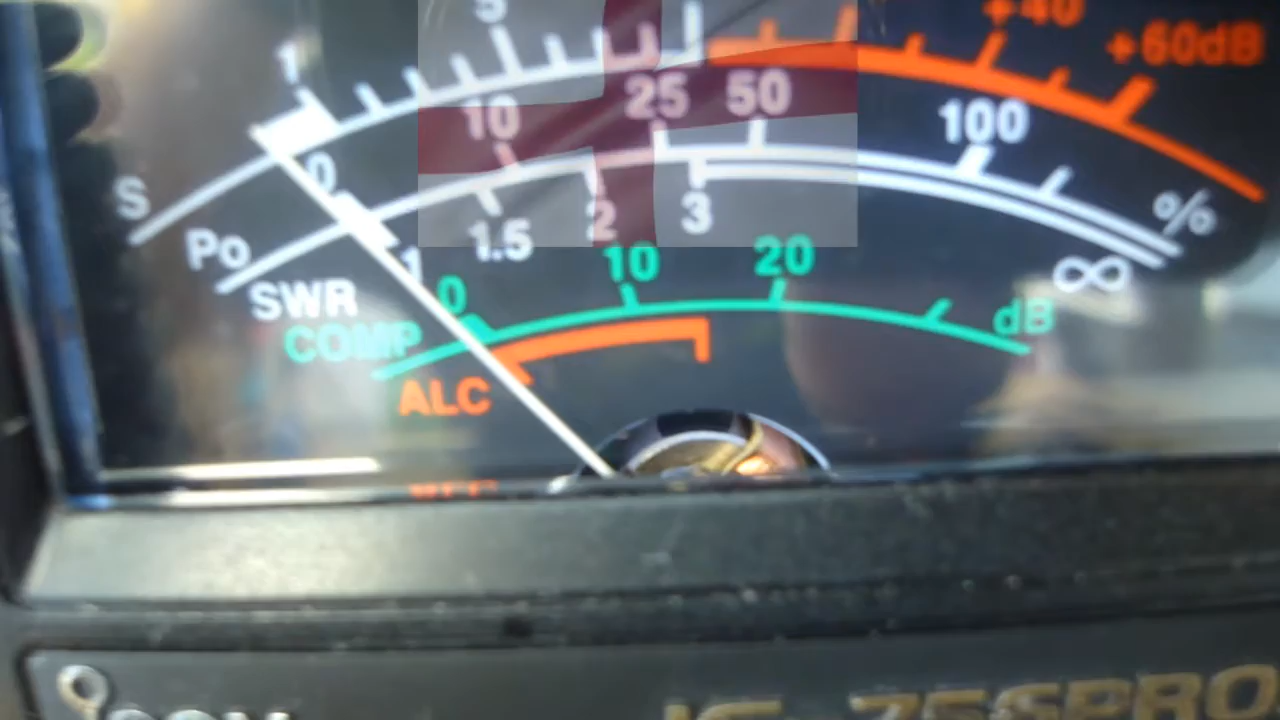 1 5 +40 +60dB
S 0 10 25 50 100 %
Po 1 1.5 2 3 ∞
SWR 0 10 20 dB
COMP
ALC
IC-756PRO